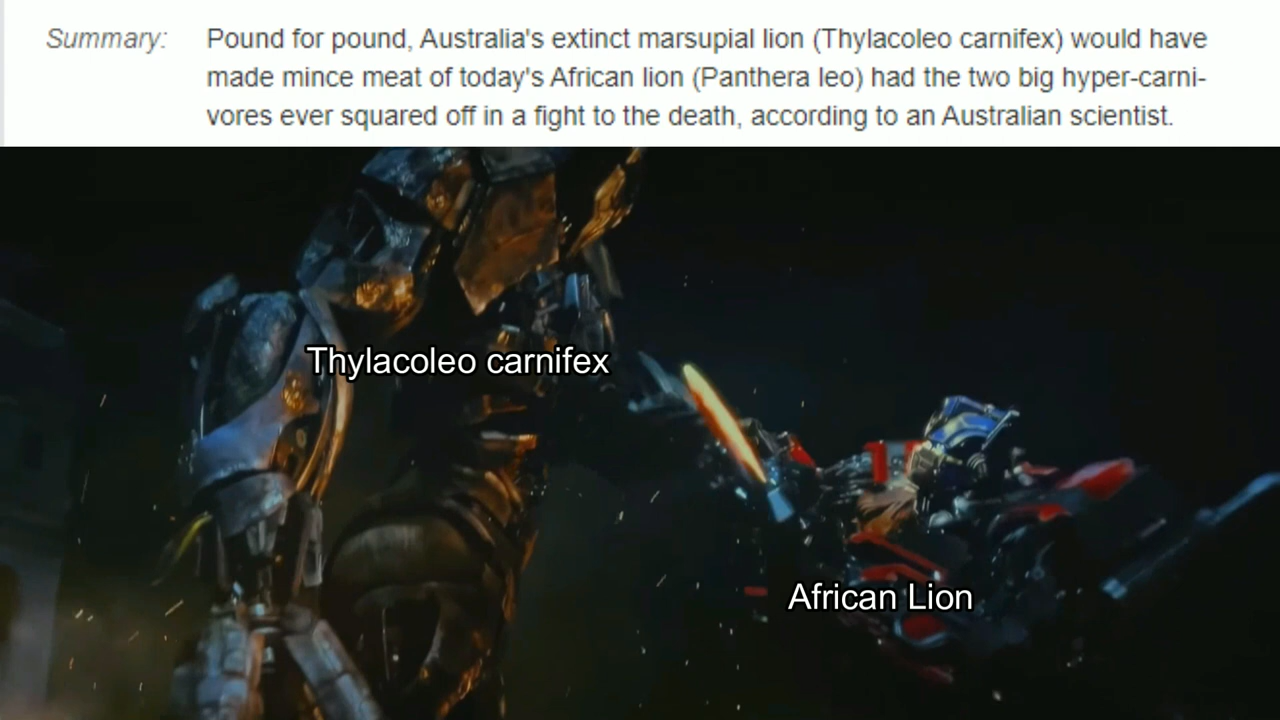 Summary: Pound for pound, Australia's extinct marsupial lion (Thylacoleo carnifex) would have
made mince meat of today's African lion (Panthera leo) had the two big hyper-carni-
vores ever squared off in a fight to the death, according to an Australian scientist.
Thylacoleo carnifex
African Lion